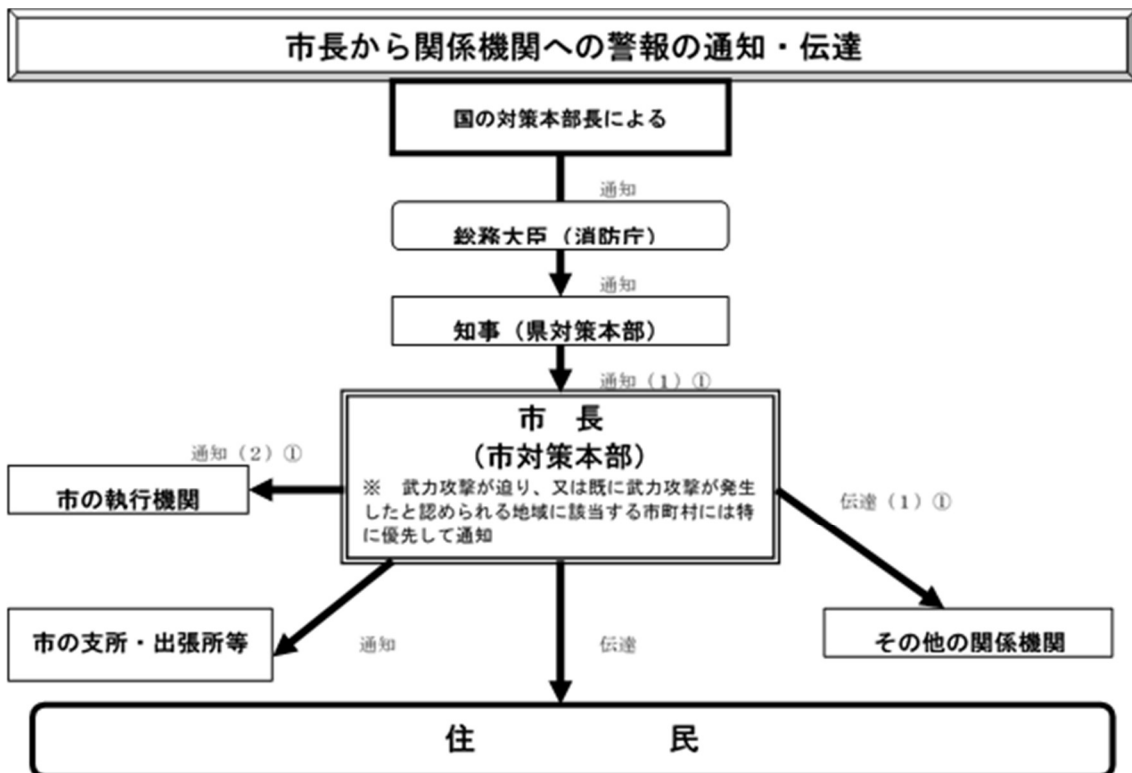 市長から関係機関への警報の通知・伝達
国の対策本部長による
通知
総務大臣（消防庁）
通知
知事（県対策本部）
通知（１）①
市　長
（市対策本部）
※　武力攻撃が迫り、又は既に武力攻撃が発生
したと認められる地域に該当する市町村には特
に優先して通知
通知（２）①
市の執行機関
伝達（１）①
市の支所・出張所等
通知
伝達
その他の関係機関
住　民